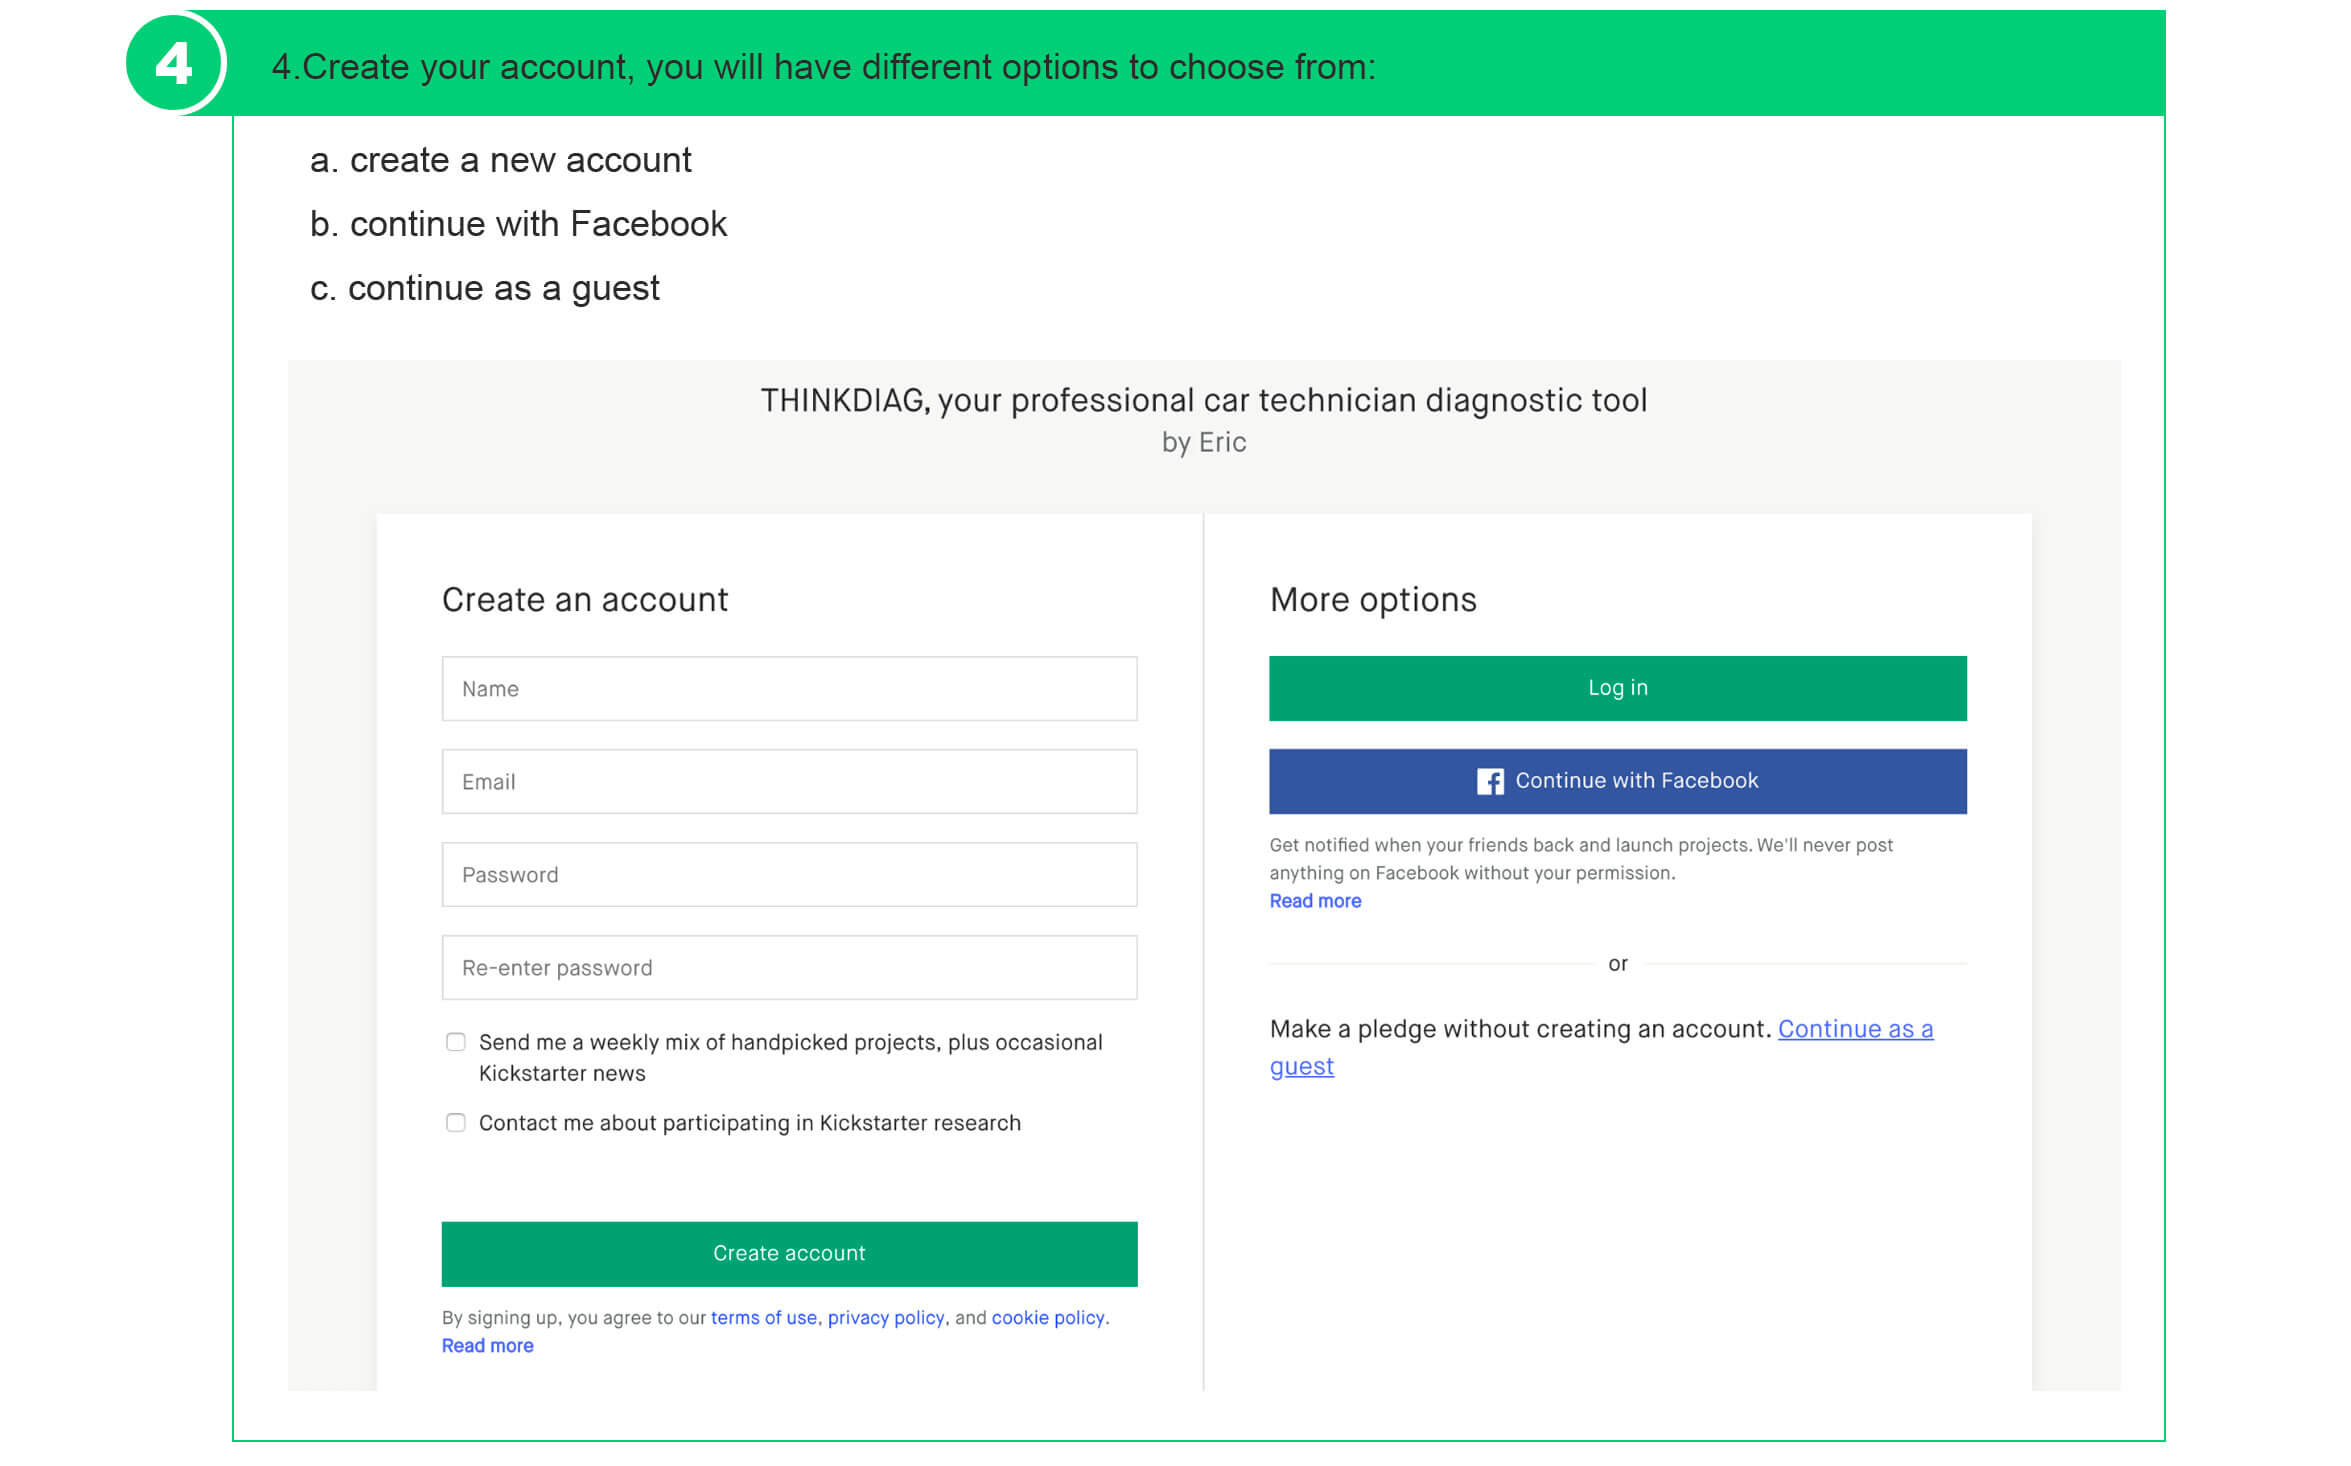 4
4.Create your account, you will have different options to choose from:
a. create a new account
b. continue with Facebook
c. continue as a guest
THINKDIAG, your professional car technician diagnostic tool
by Eric
Create an account
Name
Email
Password
Re-enter password
Send me a weekly mix of handpicked projects, plus occasional
Kickstarter news
Contact me about participating in Kickstarter research
Create account
By signing up, you agree to our terms of use, privacy policy, and cookie policy.
Read more
More options
Log in
Continue with Facebook
Get notified when your friends back and launch projects. We'll never post
anything on Facebook without your permission.
Read more
or
Make a pledge without creating an account. Continue as a
guest